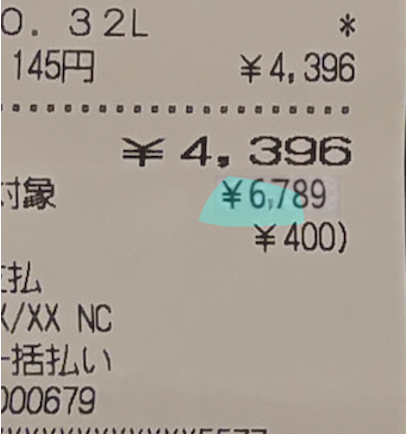 0.32L *
145円 ¥4,396
¥4,396
対象 ¥6,789
¥400)
支払
X/XX NC
一括払い
000679